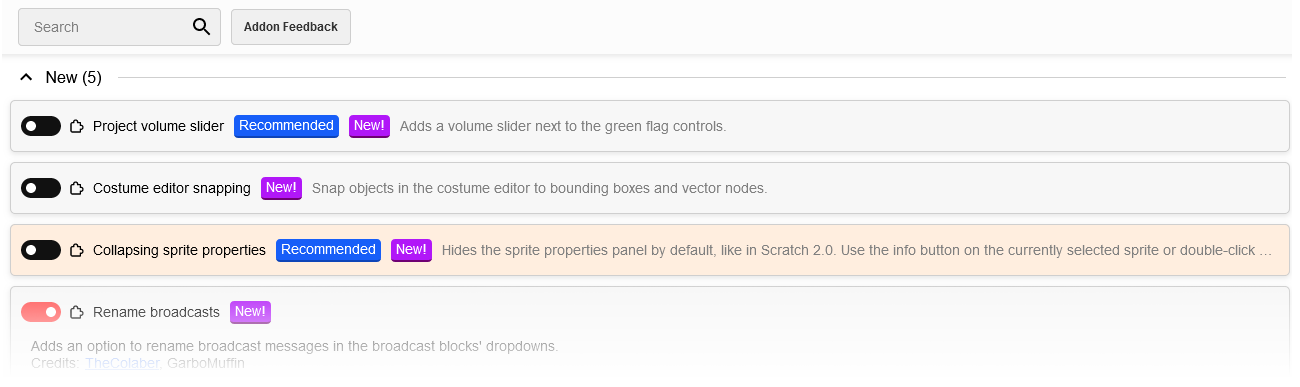 Search Addon Feedback
New (5)
Project volume slider Recommended New! Adds a volume slider next to the green flag controls.
Costume editor snapping New! Snap objects in the costume editor to bounding boxes and vector nodes.
Collapsing sprite properties Recommended New! Hides the sprite properties panel by default, like in Scratch 2.0. Use the info button on the currently selected sprite or double-click ...
Rename broadcasts New!
Adds an option to rename broadcast messages in the broadcast blocks' dropdowns.
Credits: TheColaber, GarboMuffin